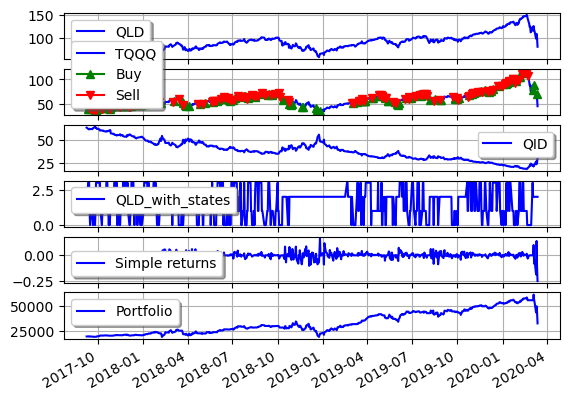 150
100
QLD
TQQQ
Buy
Sell
100
50
50
25
QID
2.5
0.0
QLD_with_states
0.00
−0.25
Simple returns
50000
25000
Portfolio
2017-10
2018-01
2018-04
2018-07
2018-10
2019-01
2019-04
2019-07
2019-10
2020-01
2020-04